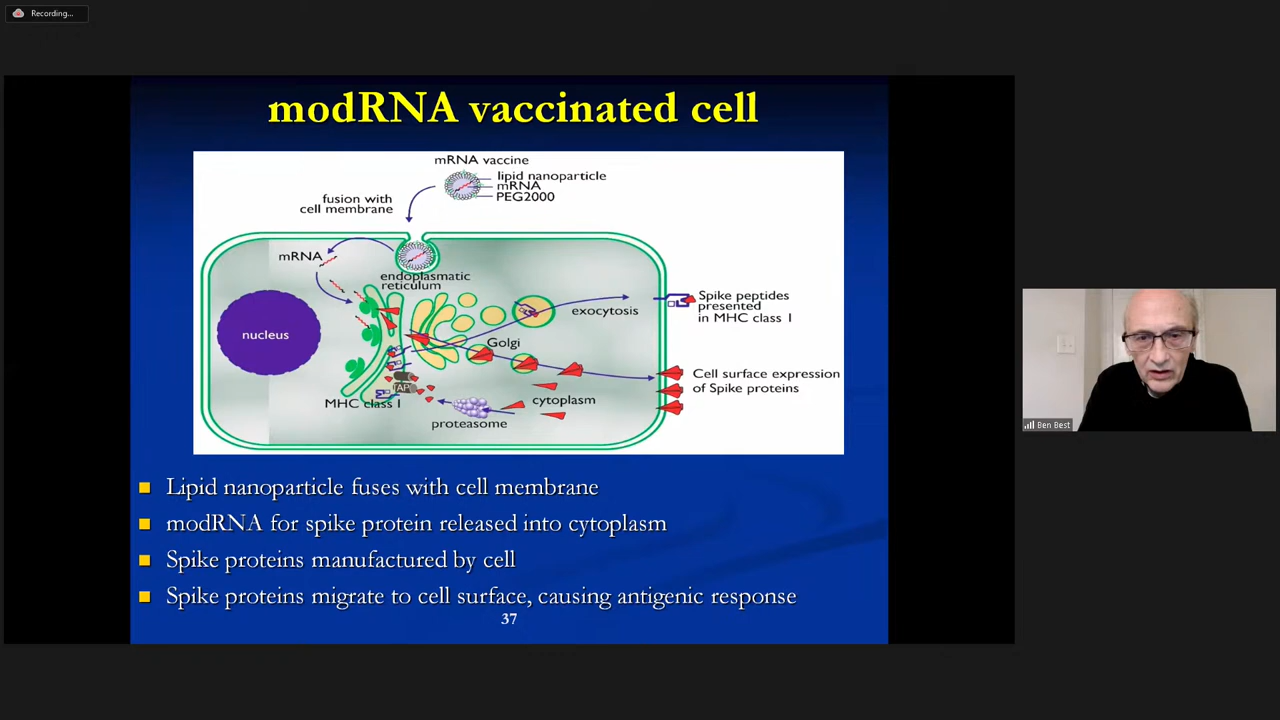 Recording...
modRNA vaccinated cell
mRNA vaccine
lipid nanoparticle
mRNA
PEG2000
fusion with
cell membrane
mRNA
endoplasmatic
reticulum
nucleus
exocytosis
Spike peptides
presented
in MHC class 1
Golgi
Cell surface expression
of Spike proteins
TAP
MHC class I
cytoplasm
proteasome
Lipid nanoparticle fuses with cell membrane
modRNA for spike protein released into cytoplasm
Spike proteins manufactured by cell
Spike proteins migrate to cell surface, causing antigenic response
37
Ben Best